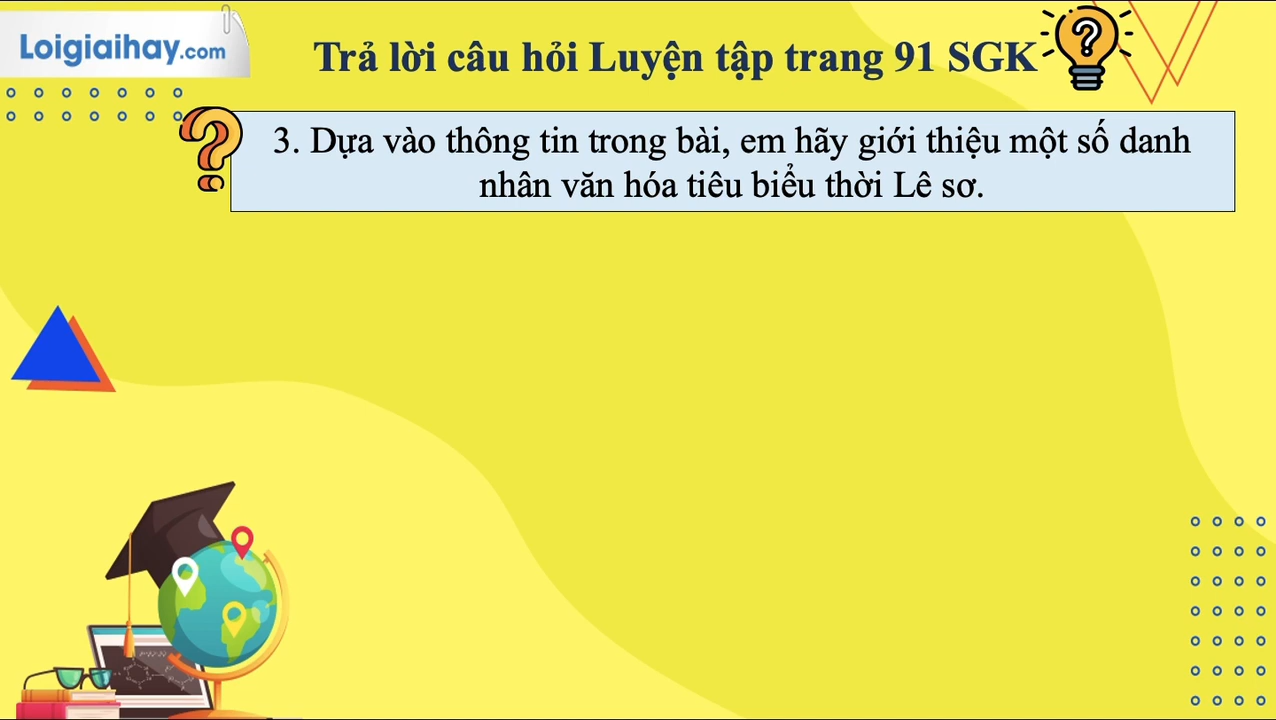 Loigiaihay.com
Trả lời câu hỏi Luyện tập trang 91 SGK
3. Dựa vào thông tin trong bài, em hãy giới thiệu một số danh
nhân văn hóa tiêu biểu thời Lê sơ.